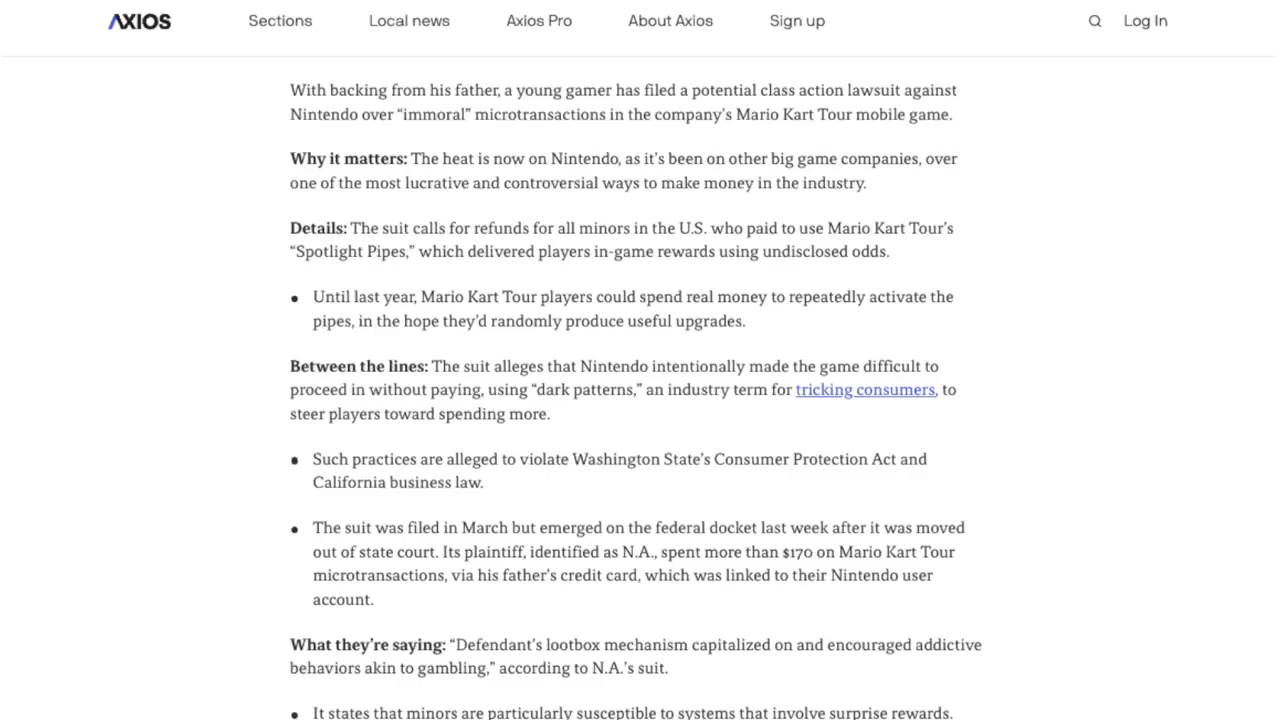 AXIOS
Sections
Local news
Axios Pro
About Axios
Sign up
Log In
With backing from his father, a young gamer has filed a potential class action lawsuit against
Nintendo over “immoral” microtransactions in the company’s Mario Kart Tour mobile game.
Why it matters: The heat is now on Nintendo, as it’s been on other big game companies, over
one of the most lucrative and controversial ways to make money in the industry.
Details: The suit calls for refunds for all minors in the U.S. who paid to use Mario Kart Tour’s
“Spotlight Pipes,” which delivered players in-game rewards using undisclosed odds.
• Until last year, Mario Kart Tour players could spend real money to repeatedly activate the
pipes, in the hope they’d randomly produce useful upgrades.
Between the lines: The suit alleges that Nintendo intentionally made the game difficult to
proceed in without paying, using “dark patterns,” an industry term for tricking consumers, to
steer players toward spending more.
• Such practices are alleged to violate Washington State’s Consumer Protection Act and
California business law.
• The suit was filed in March but emerged on the federal docket last week after it was moved
out of state court. Its plaintiff, identified as N.A., spent more than $170 on Mario Kart Tour
microtransactions, via his father’s credit card, which was linked to their Nintendo user
account.
What they’re saying: “Defendant’s lootbox mechanism capitalized on and encouraged addictive
behaviors akin to gambling,” according to N.A.’s suit.
• It states that minors are particularly susceptible to systems that involve surprise rewards.